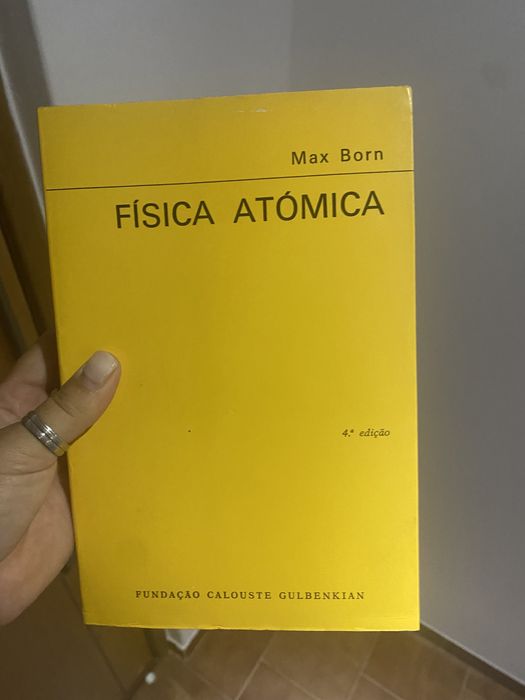 Max Born
FÍSICA ATÓMICA
4.ª edição
FUNDAÇÃO CALOUSTE GULBENKIAN